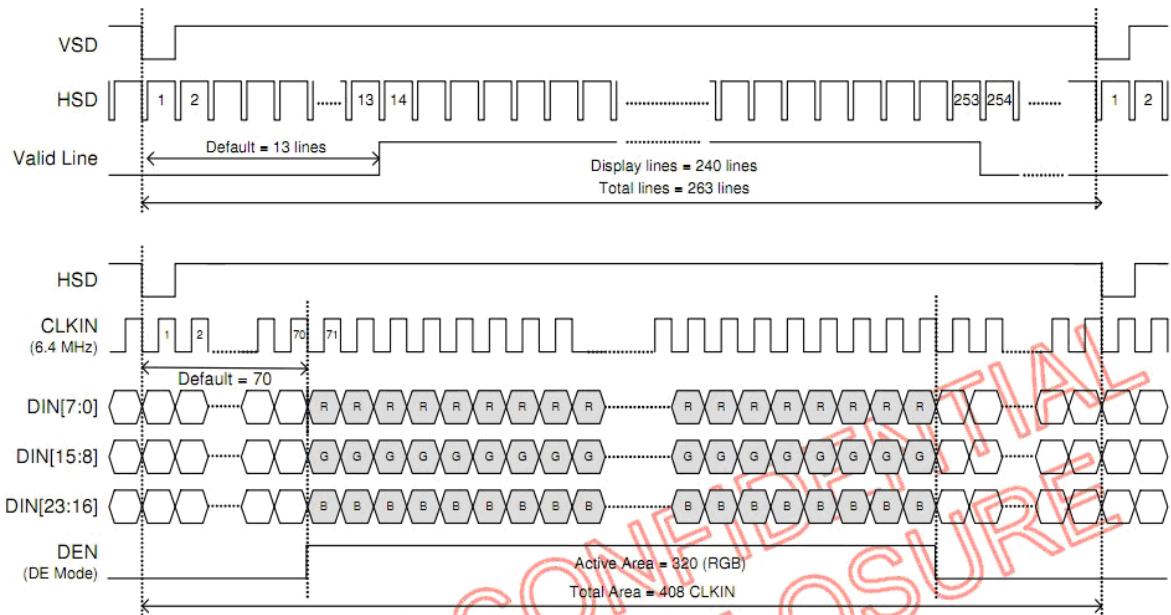 VSD
HSD 1 2 13 14 253 254 1 2
Valid Line
Default = 13 lines
Display lines = 240 lines
Total lines = 263 lines
HSD
CLKIN 1 2 70 71
(6.4 MHz)
Default = 70
DIN[7:0] R R R R R R R R R R R R R R R R R
DIN[15:8] G G G G G G G G G G G G G G G G G
DIN[23:16] B B B B B B B B B B B B B B B B B
DEN
(DE Mode)
Active Area = 320 (RGB)
Total Area = 408 CLKIN
CONFIDENTIAL